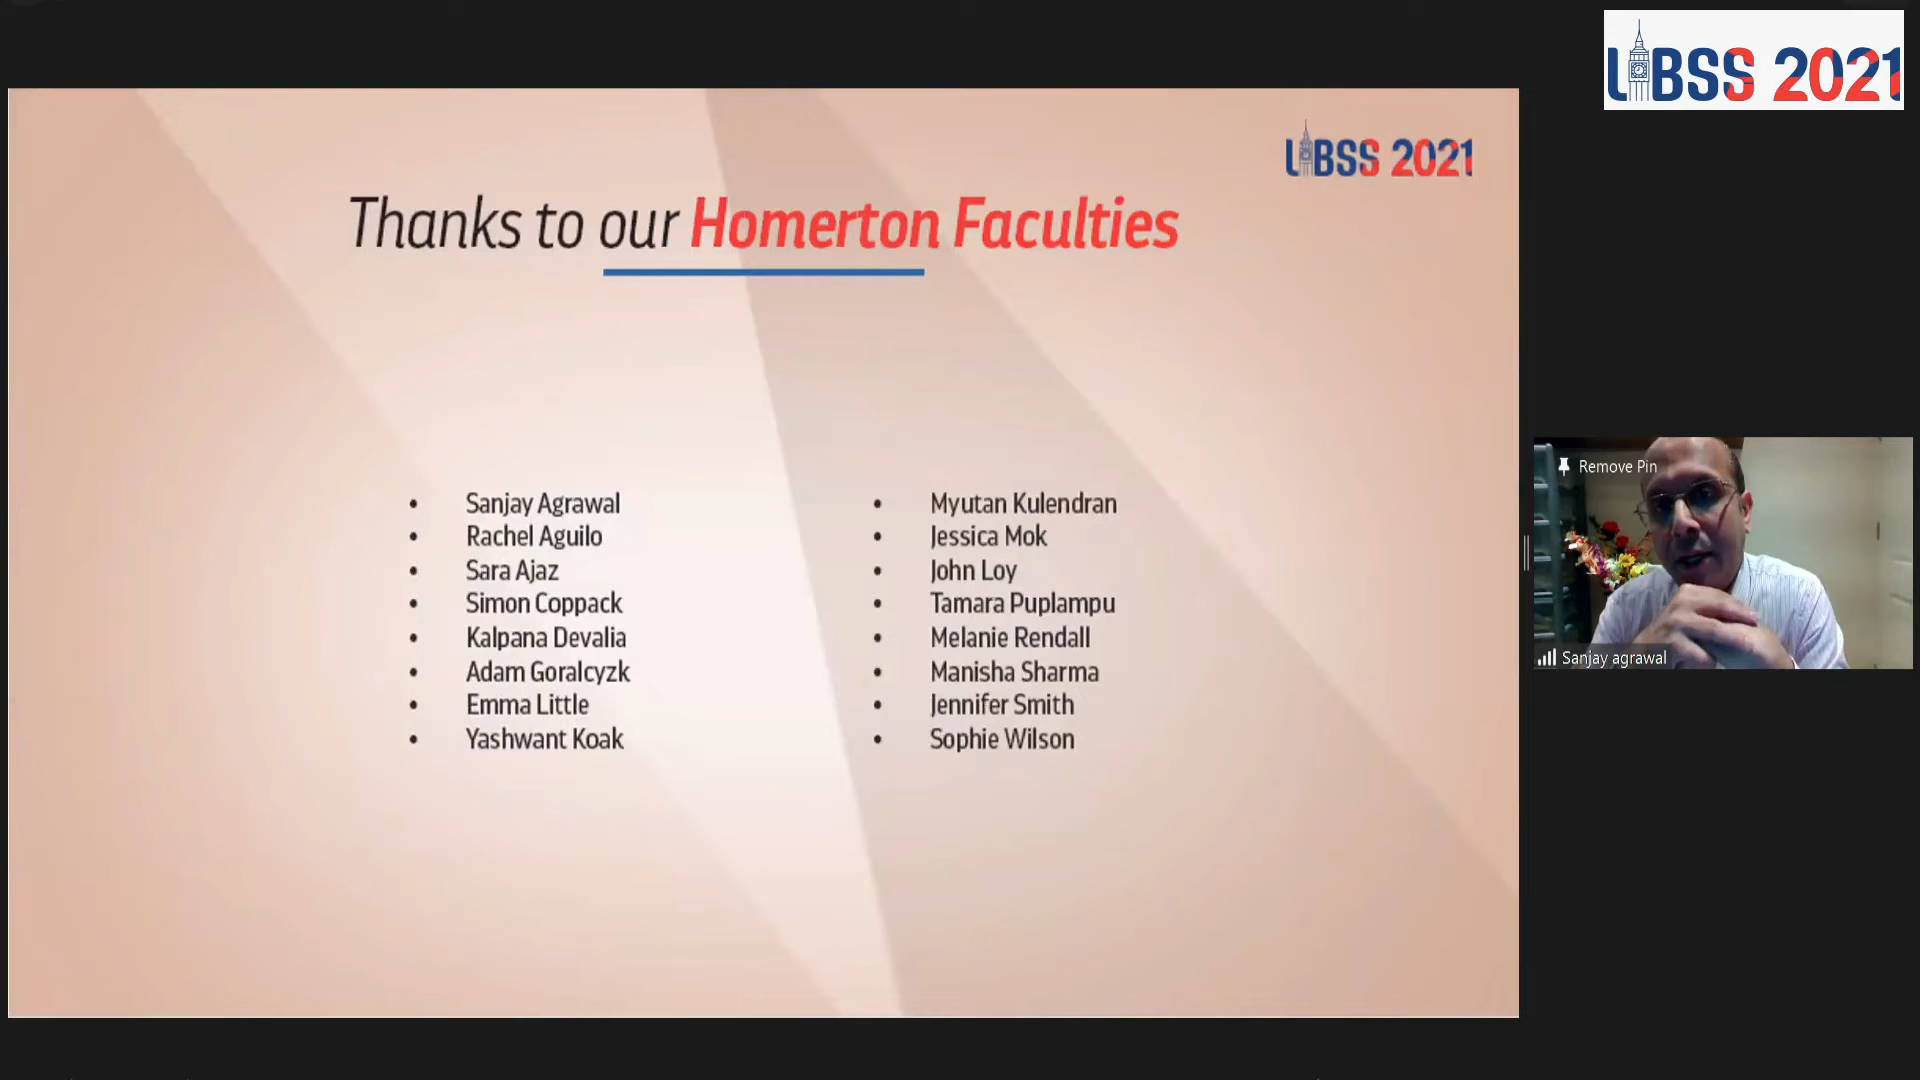 LBSS 2021
LBSS 2021
Thanks to our Homerton Faculties
• Sanjay Agrawal
• Rachel Aguilo
• Sara Ajaz
• Simon Coppack
• Kalpana Devalia
• Adam Goralcyzk
• Emma Little
• Yashwant Koak
• Myutan Kulendran
• Jessica Mok
• John Loy
• Tamara Puplampu
• Melanie Rendall
• Manisha Sharma
• Jennifer Smith
• Sophie Wilson
Remove Pin
Sanjay agrawal